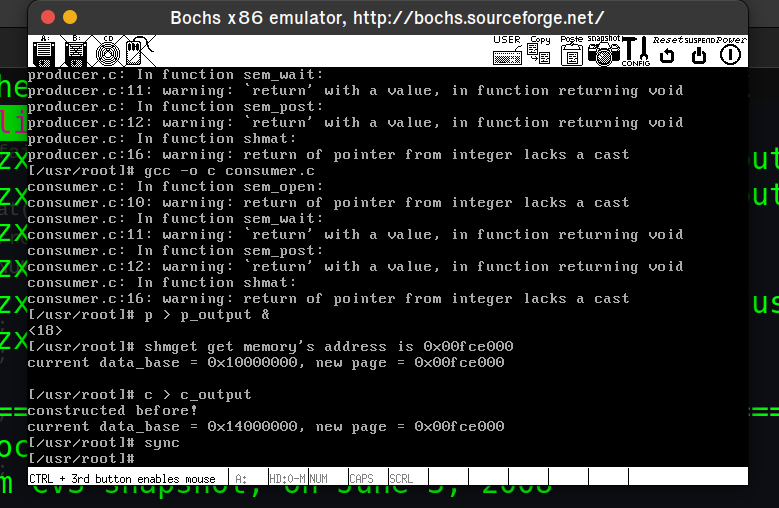 Bochs x86 emulator, http://bochs.sourceforge.net/
A: B: CD USER Copy Paste snapshot CONFIG Reset SUSPEND Power
producer.c: In function sem_wait:
producer.c:11: warning: `return' with a value, in function returning void
producer.c: In function sem_post:
producer.c:12: warning: `return' with a value, in function returning void
producer.c: In function shmat:
producer.c:16: warning: return of pointer from integer lacks a cast
[/usr/root]# gcc -o c consumer.c
consumer.c: In function sem_open:
consumer.c:10: warning: return of pointer from integer lacks a cast
consumer.c: In function sem_wait:
consumer.c:11: warning: `return' with a value, in function returning void
consumer.c: In function sem_post:
consumer.c:12: warning: `return' with a value, in function returning void
consumer.c: In function shmat:
consumer.c:16: warning: return of pointer from integer lacks a cast
[/usr/root]# p > p_output &
<18>
[/usr/root]# shmget get memory's address is 0x00fce000
current data_base = 0x10000000, new page = 0x00fce000
[/usr/root]# c > c_output
constructed before!
current data_base = 0x14000000, new page = 0x00fce000
[/usr/root]# sync
[/usr/root]#
CTRL + 3rd button enables mouse A: HD:0-M NUM CAPS SCRL